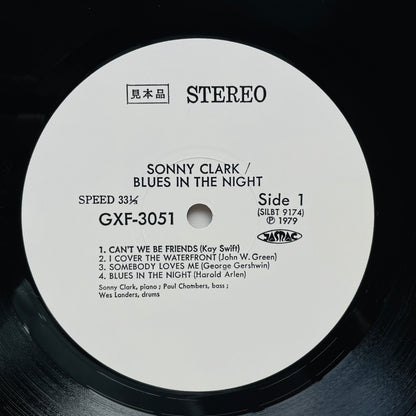 見本品 STEREO
SONNY CLARK /
BLUES IN THE NIGHT
SPEED 33⅓ Side 1
GXF-3051 (SILBT 9174)
℗ 1979
JASRAC
1. CAN'T WE BE FRIENDS (Kay Swift)
2. I COVER THE WATERFRONT (John W. Green)
3. SOMEBODY LOVES ME (George Gershwin)
4. BLUES IN THE NIGHT (Harold Arlen)
Sonny Clark, piano ; Paul Chambers, bass ;
Wes Landers, drums